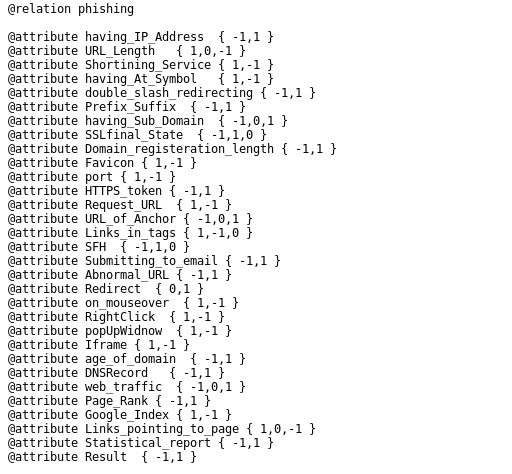 @relation phishing

@attribute having_IP_Address  { -1,1 }
@attribute URL_Length   { 1,0,-1 }
@attribute Shortining_Service { 1,-1 }
@attribute having_At_Symbol   { 1,-1 }
@attribute double_slash_redirecting { -1,1 }
@attribute Prefix_Suffix  { -1,1 }
@attribute having_Sub_Domain  { -1,0,1 }
@attribute SSLfinal_State  { -1,1,0 }
@attribute Domain_registeration_length { -1,1 }
@attribute Favicon { 1,-1 }
@attribute port { 1,-1 }
@attribute HTTPS_token { -1,1 }
@attribute Request_URL  { 1,-1 }
@attribute URL_of_Anchor { -1,0,1 }
@attribute Links_in_tags { 1,-1,0 }
@attribute SFH  { -1,1,0 }
@attribute Submitting_to_email { -1,1 }
@attribute Abnormal_URL { -1,1 }
@attribute Redirect  { 0,1 }
@attribute on_mouseover  { 1,-1 }
@attribute RightClick  { 1,-1 }
@attribute popUpWidnow  { 1,-1 }
@attribute Iframe { 1,-1 }
@attribute age_of_domain  { -1,1 }
@attribute DNSRecord   { -1,1 }
@attribute web_traffic  { -1,0,1 }
@attribute Page_Rank { -1,1 }
@attribute Google_Index { 1,-1 }
@attribute Links_pointing_to_page { 1,0,-1 }
@attribute Statistical_report { -1,1 }
@attribute Result  { -1,1 }